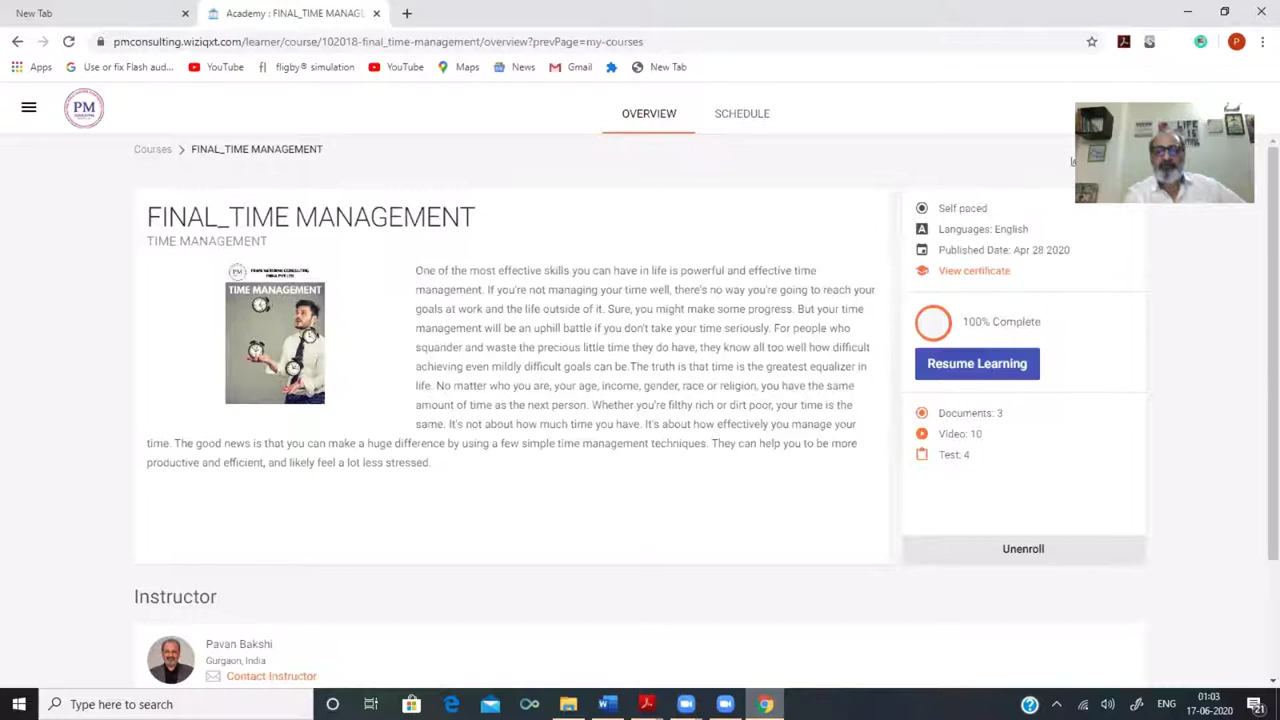 New Tab
Academy : FINAL_TIME MANAGE
pmconsulting.wiziqxt.com/learner/course/102018-final_time-management/overview?prevPage=my-courses
P
Apps
Use or fix Flash aud...
YouTube
fligby® simulation
YouTube
Maps
News
Gmail
New Tab
PM
OVERVIEW
SCHEDULE
LIFE IS
Courses > FINAL_TIME MANAGEMENT
FINAL_TIME MANAGEMENT
TIME MANAGEMENT
TIME MANAGEMENT
One of the most effective skills you can have in life is powerful and effective time
management. If you're not managing your time well, there's no way you're going to reach your
goals at work and the life outside of it. Sure, you might make some progress. But your time
management will be an uphill battle if you don't take your time seriously. For people who
squander and waste the precious little time they do have, they know all too well how difficult
achieving even mildly difficult goals can be.The truth is that time is the greatest equalizer in
life. No matter who you are, your age, income, gender, race or religion, you have the same
amount of time as the next person. Whether you're filthy rich or dirt poor, your time is the
same. It's not about how much time you have. It's about how effectively you manage your
time. The good news is that you can make a huge difference by using a few simple time management techniques. They can help you to be more
productive and efficient, and likely feel a lot less stressed.
Self paced
Languages: English
Published Date: Apr 28 2020
View certificate
100% Complete
Resume Learning
Documents: 3
Video: 10
Test: 4
Unenroll
Instructor
Pavan Bakshi
Gurgaon, India
Contact Instructor
Type here to search
ENG
01:03
17-06-2020
21